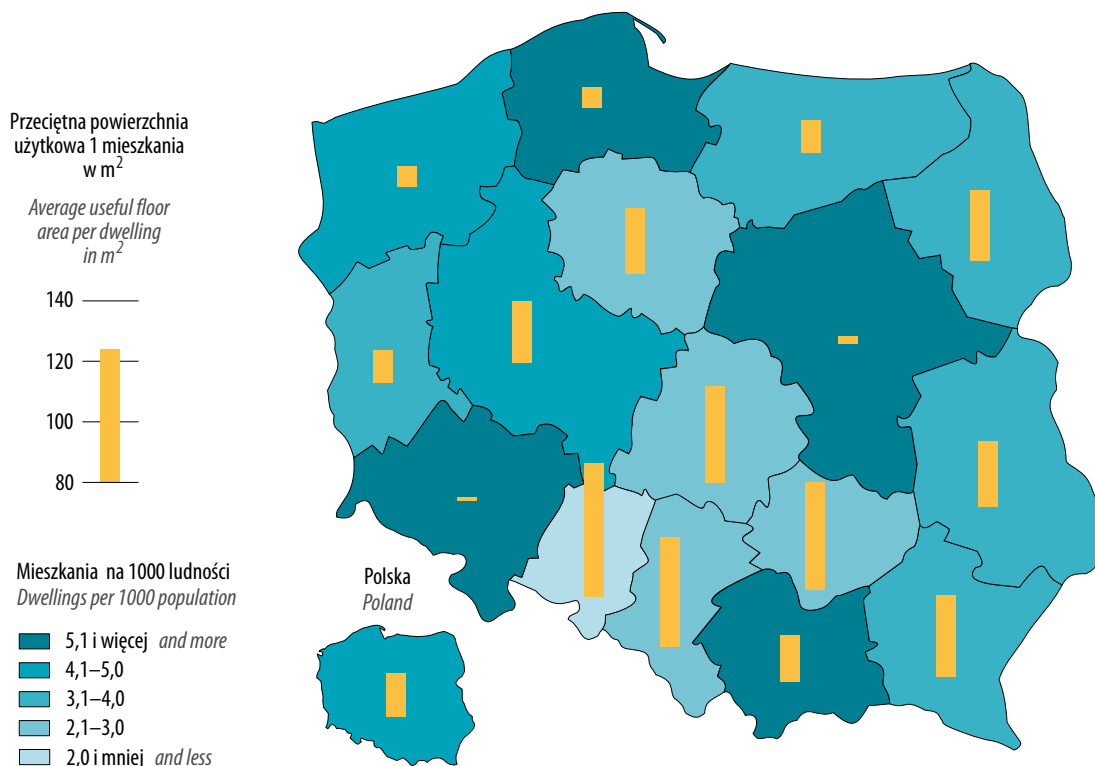 Przeciętna powierzchnia
użytkowa 1 mieszkania
w m²
Average useful floor
area per dwelling
in m²
140
120
100
80
Mieszkania na 1000 ludności
Dwellings per 1000 population
5,1 i więcej and more
4,1–5,0
3,1–4,0
2,1–3,0
2,0 i mniej and less
Polska
Poland